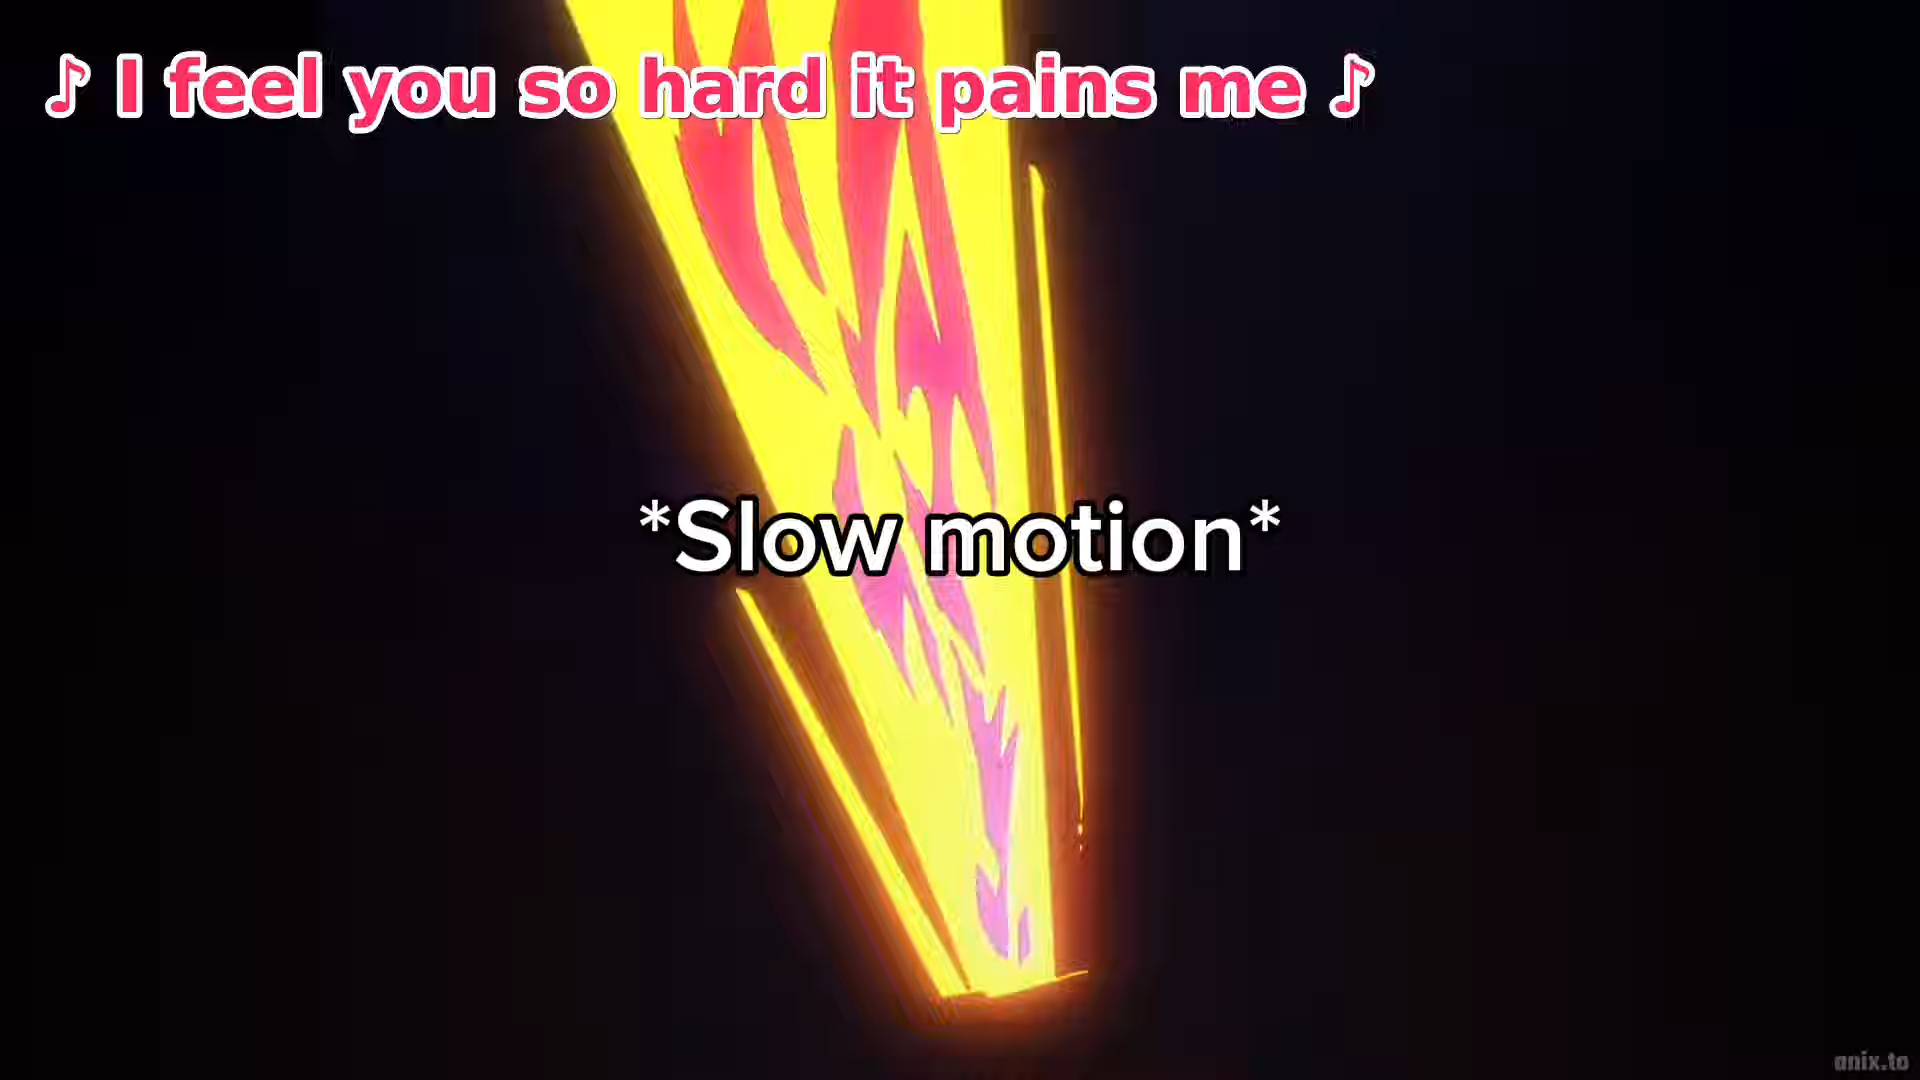 ♪ I feel you so hard it pains me ♪
*Slow motion*
anix.to